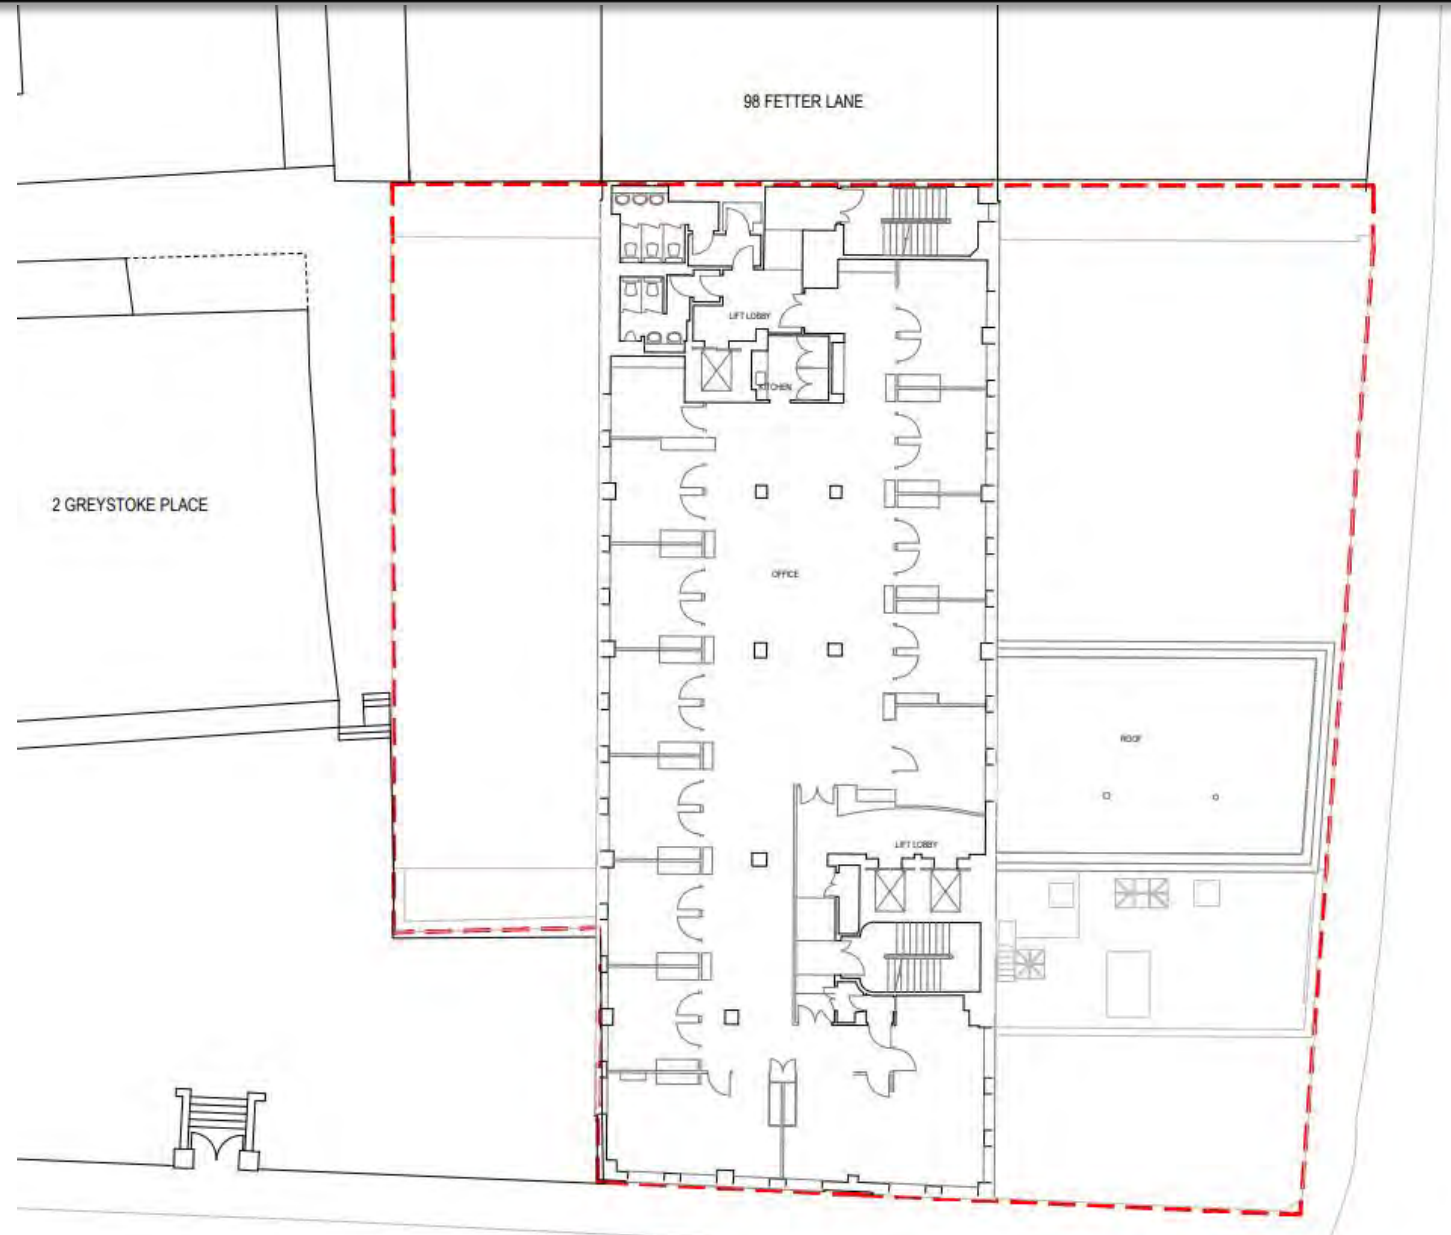 98 FETTER LANE
LIFT LOBBY
KITCHEN
2 GREYSTOKE PLACE
OFFICE
ROOF
LIFT LOBBY